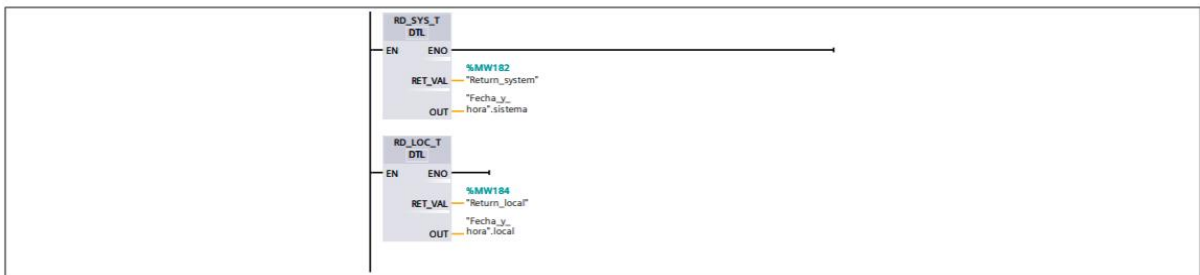 RD_SYS_T
DTL
EN ENO
%MW182
RET_VAL "Return_system"
"Fecha_y_
OUT hora".sistema
RD_LOC_T
DTL
EN ENO
%MW184
RET_VAL "Return_local"
"Fecha_y_
OUT hora".local